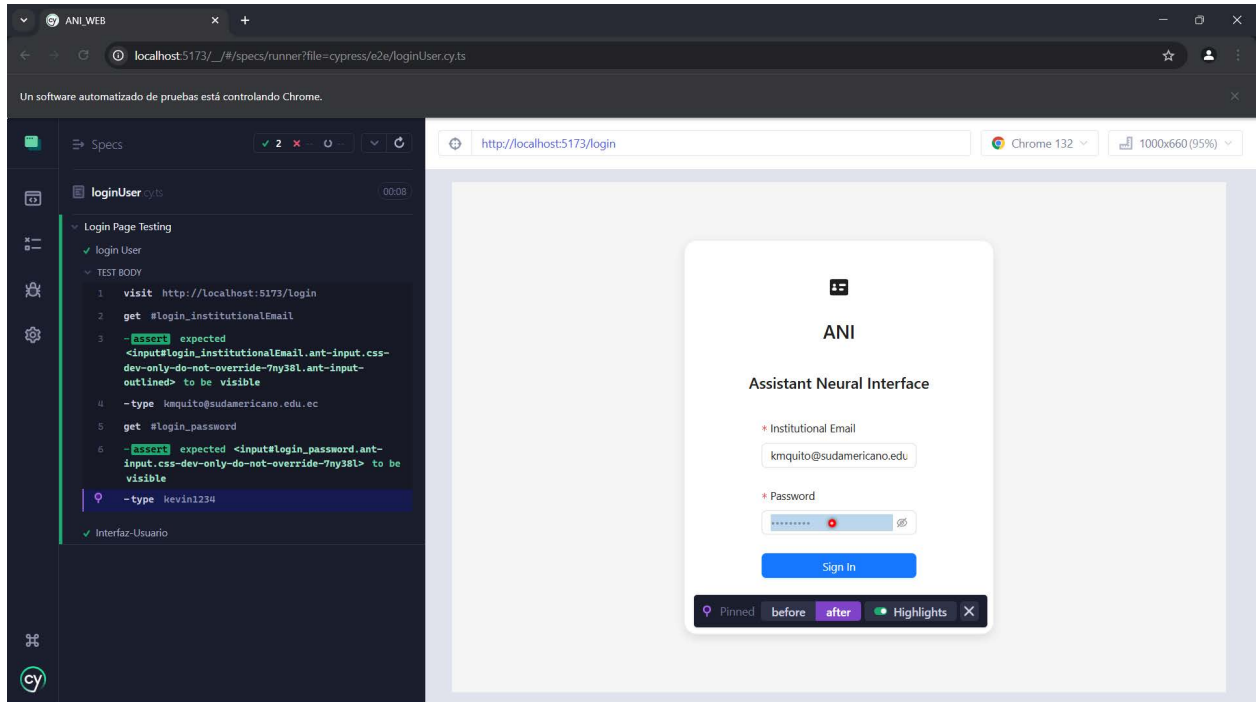 ANI_WEB
localhost:5173/__/#/specs/runner?file=cypress/e2e/loginUser.cy.ts
Un software automatizado de pruebas está controlando Chrome.
Specs
2 -- --
loginUser cy.ts
00:08
Login Page Testing
login User
TEST BODY
1 visit http://localhost:5173/login
2 get #login_institutionalEmail
3 -assert expected
<input#login_institutionalEmail.ant-input.css-
dev-only-do-not-override-7ny38l.ant-input-
outlined> to be visible
4 -type kmquito@sudamericano.edu.ec
5 get #login_password
6 -assert expected <input#login_password.ant-
input.css-dev-only-do-not-override-7ny38l> to be
visible
-type kevin1234
Interfaz-Usuario
cy
http://localhost:5173/login
Chrome 132
1000x660 (95%)
ANI
Assistant Neural Interface
* Institutional Email
kmquito@sudamericano.edu
* Password
Sign In
Pinned before after Highlights